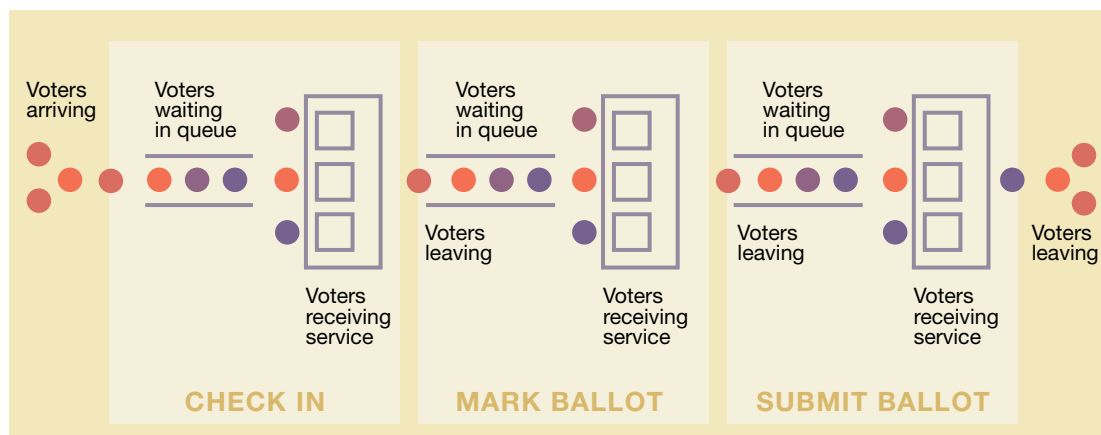 Voters
arriving
Voters
waiting
in queue
Voters
receiving
service
CHECK IN
Voters
waiting
in queue
Voters
leaving
Voters
receiving
service
MARK BALLOT
Voters
waiting
in queue
Voters
leaving
Voters
receiving
service
SUBMIT BALLOT
Voters
leaving